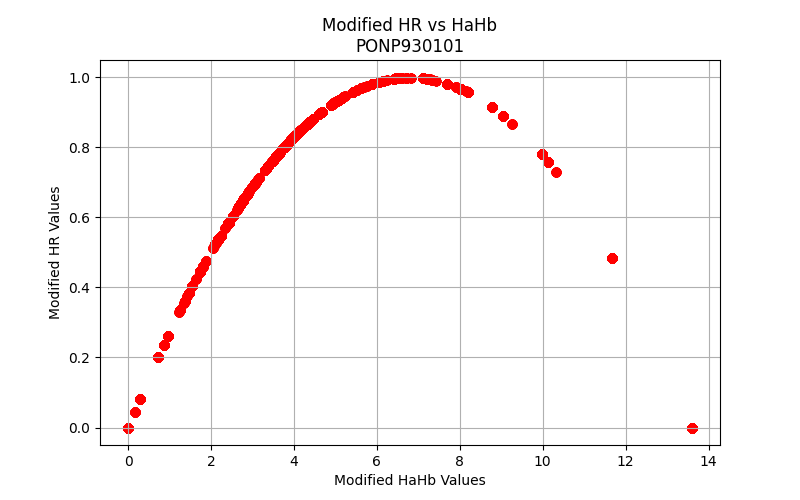 Modified HR vs HaHb
PONP930101
1.0
0.8
0.6
0.4
0.2
0.0
Modified HR Values
0 2 4 6 8 10 12 14
Modified HaHb Values